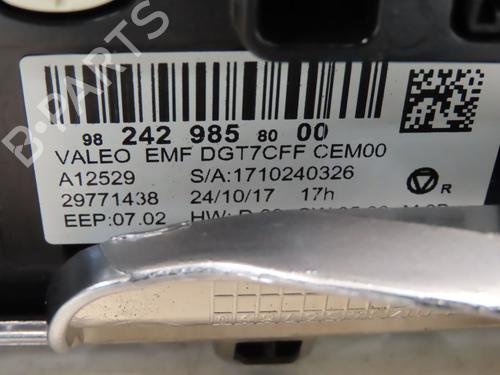 B-PARTS
98 242 985 80 00
VALEO EMF DGT7CFF CEM00
A12529 S/A:1710240326
29771438 24/10/17 17h
R
EEP:07.02 HW: